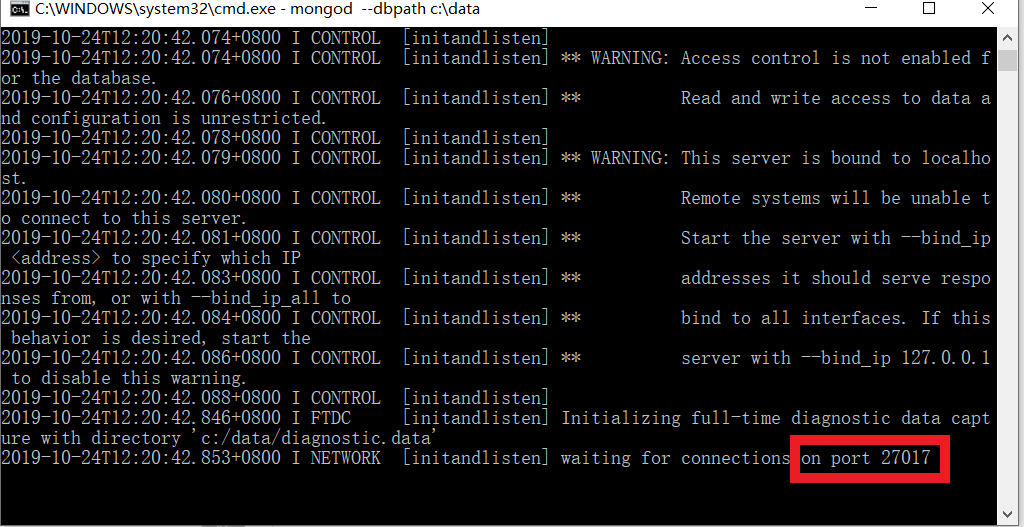 C:\WINDOWS\system32\cmd.exe - mongod  --dbpath c:\data
2019-10-24T12:20:42.074+0800 I CONTROL  [initandlisten]
2019-10-24T12:20:42.074+0800 I CONTROL  [initandlisten] ** WARNING: Access control is not enabled f
or the database.
2019-10-24T12:20:42.076+0800 I CONTROL  [initandlisten] **          Read and write access to data a
nd configuration is unrestricted.
2019-10-24T12:20:42.078+0800 I CONTROL  [initandlisten]
2019-10-24T12:20:42.079+0800 I CONTROL  [initandlisten] ** WARNING: This server is bound to localho
st.
2019-10-24T12:20:42.080+0800 I CONTROL  [initandlisten] **          Remote systems will be unable t
o connect to this server.
2019-10-24T12:20:42.081+0800 I CONTROL  [initandlisten] **          Start the server with --bind_ip
 <address> to specify which IP
2019-10-24T12:20:42.083+0800 I CONTROL  [initandlisten] **          addresses it should serve respo
nses from, or with --bind_ip_all to
2019-10-24T12:20:42.084+0800 I CONTROL  [initandlisten] **          bind to all interfaces. If this
 behavior is desired, start the
2019-10-24T12:20:42.086+0800 I CONTROL  [initandlisten] **          server with --bind_ip 127.0.0.1
 to disable this warning.
2019-10-24T12:20:42.088+0800 I CONTROL  [initandlisten]
2019-10-24T12:20:42.846+0800 I FTDC     [initandlisten] Initializing full-time diagnostic data capt
ure with directory 'c:/data/diagnostic.data'
2019-10-24T12:20:42.853+0800 I NETWORK  [initandlisten] waiting for connections on port 27017